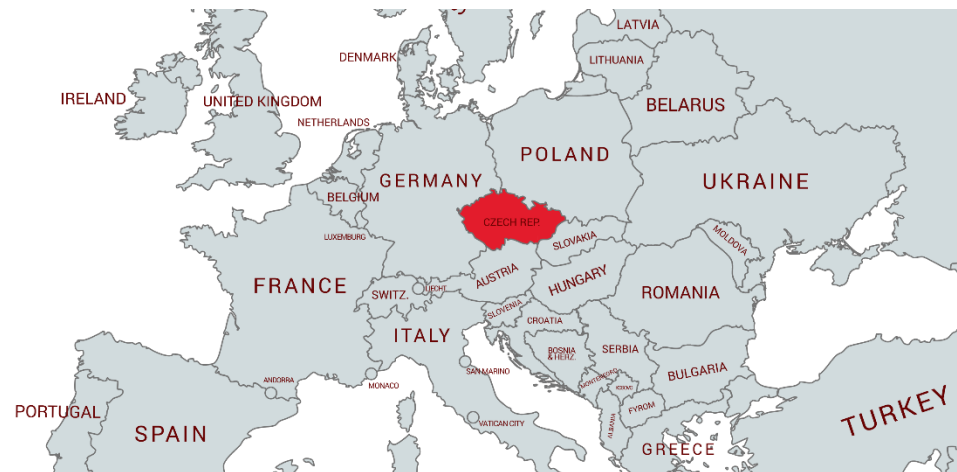 LATVIA
DENMARK
LITHUANIA
IRELAND
UNITED KINGDOM
BELARUS
NETHERLANDS
POLAND
GERMANY
UKRAINE
BELGIUM
CZECH REP.
LUXEMBURG
SLOVAKIA
MOLDOVA
AUSTRIA
HUNGARY
FRANCE
SWITZ.
LIECHT.
ROMANIA
SLOVENIA
CROATIA
ITALY
BOSNIA
& HERZ.
SERBIA
SAN MARINO
BULGARIA
ANDORRA
MONACO
MONTENEGRO
KOSOVO
PORTUGAL
SPAIN
VATICAN CITY
FYROM
ALBANIA
TURKEY
GREECE